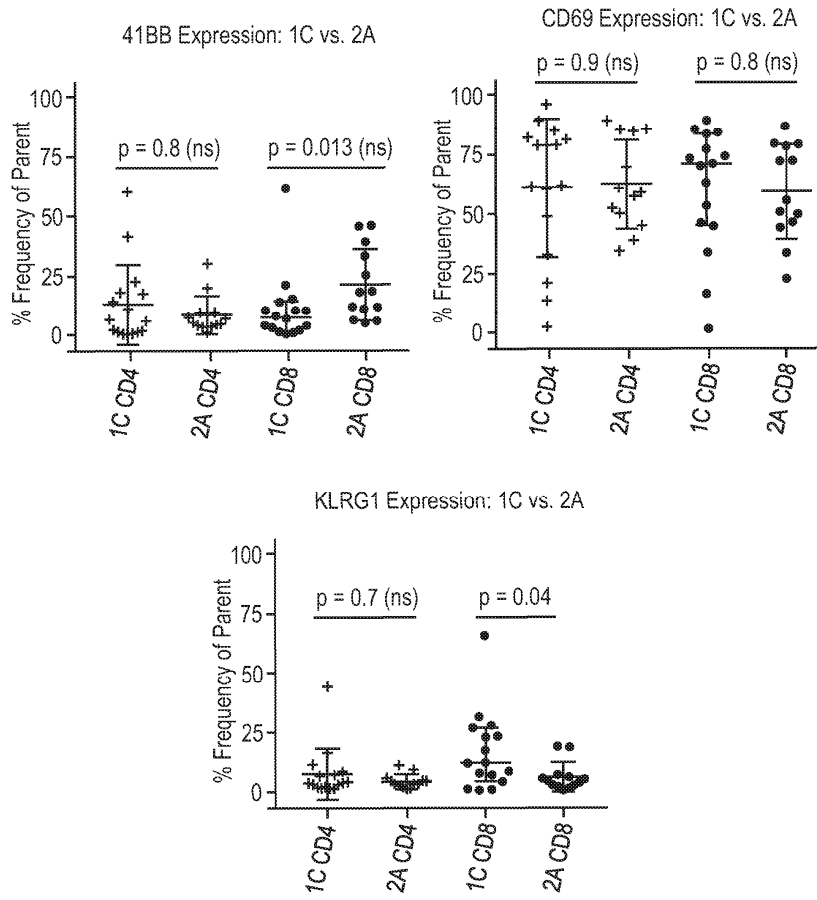 41BB Expression: 1C vs. 2A
% Frequency of Parent
100
75
50
25
0
p = 0.8 (ns)
p = 0.013 (ns)
1C CD4
2A CD4
1C CD8
2A CD8
CD69 Expression: 1C vs. 2A
% Frequency of Parent
100
75
50
25
0
p = 0.9 (ns)
p = 0.8 (ns)
1C CD4
2A CD4
1C CD8
2A CD8
KLRG1 Expression: 1C vs. 2A
% Frequency of Parent
100
75
50
25
0
p = 0.7 (ns)
p = 0.04
1C CD4
2A CD4
1C CD8
2A CD8